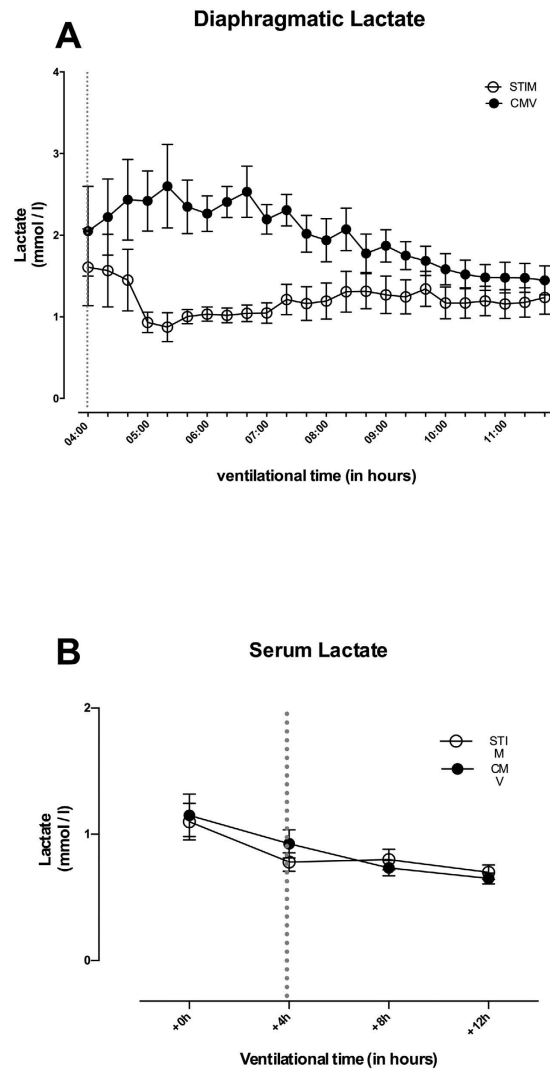 A
Diaphragmatic Lactate
STIM
CMV
4
3
2
1
0
Lactate
(mmol / l)
04:00
05:00
06:00
07:00
08:00
09:00
10:00
11:00
ventilational time (in hours)
B
Serum Lactate
STI
M
CM
V
2
1
0
Lactate
(mmol / l)
+0h
+4h
+8h
+12h
Ventilational time (in hours)